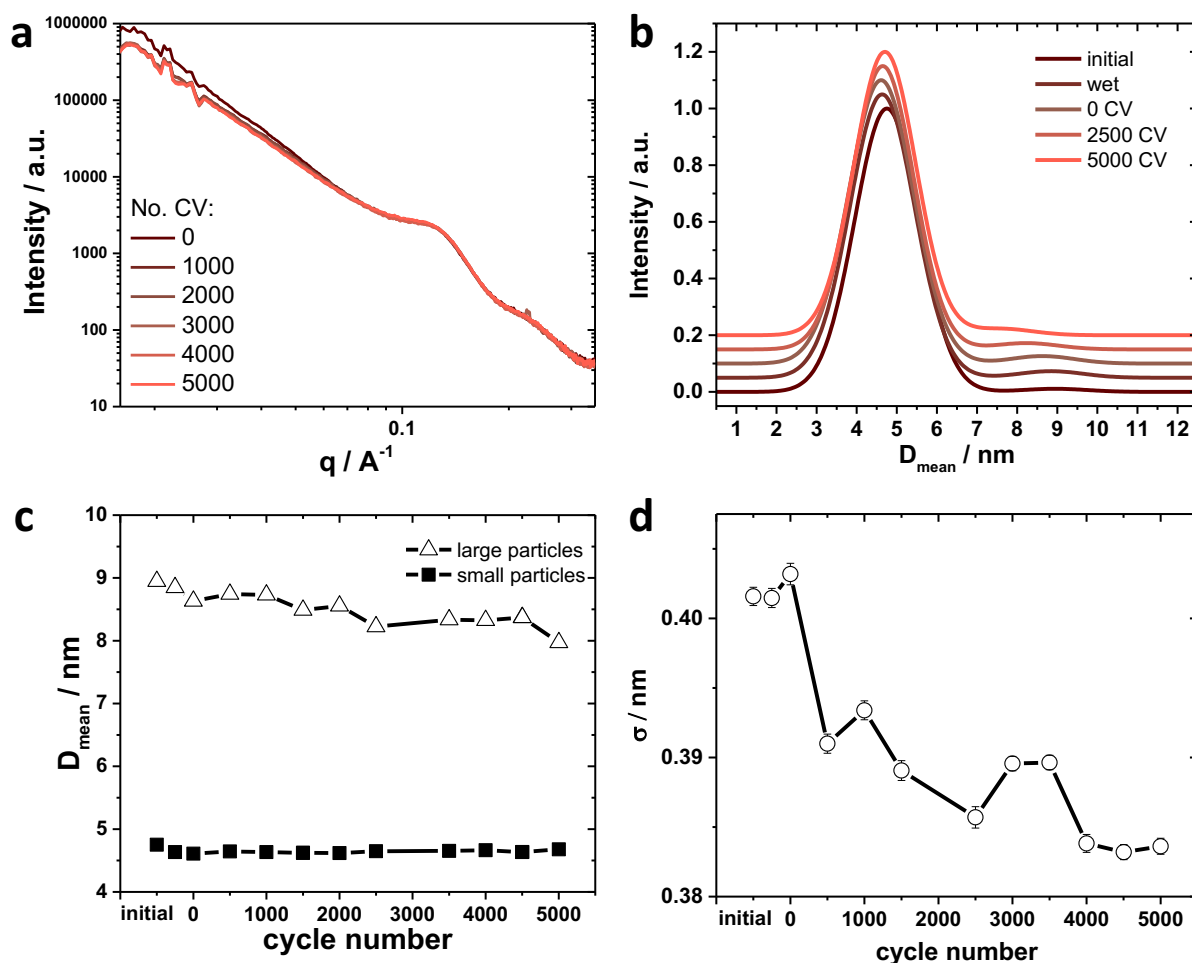 a
1000000
100000
10000
1000
100
10
Intensity / a.u.
No. CV:
0
1000
2000
3000
4000
5000
0.1
q / A⁻¹
b
1.2
1.0
0.8
0.6
0.4
0.2
0.0
Intensity / a.u.
initial
wet
0 CV
2500 CV
5000 CV
1 2 3 4 5 6 7 8 9 10 11 12
D_mean / nm
c
10
9
8
7
6
5
4
D_mean / nm
large particles
small particles
initial 0 1000 2000 3000 4000 5000
cycle number
d
0.40
0.39
0.38
σ / nm
initial 0 1000 2000 3000 4000 5000
cycle number